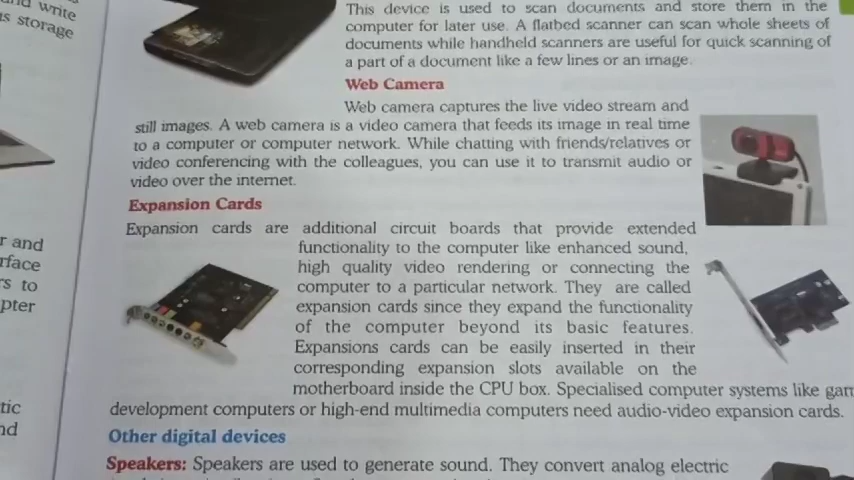 and write
storage
This device is used to scan documents and store them in the
computer for later use. A flatbed scanner can scan whole sheets of
documents while handheld scanners are useful for quick scanning of
a part of a document like a few lines or an image.
Web Camera
Web camera captures the live video stream and
still images. A web camera is a video camera that feeds its image in real time
to a computer or computer network. While chatting with friends/relatives or
video conferencing with the colleagues, you can use it to transmit audio or
video over the internet.
Expansion Cards
Expansion cards are additional circuit boards that provide extended
functionality to the computer like enhanced sound,
high quality video rendering or connecting the
computer to a particular network. They are called
expansion cards since they expand the functionality
of the computer beyond its basic features.
Expansions cards can be easily inserted in their
corresponding expansion slots available on the
motherboard inside the CPU box. Specialised computer systems like gam
development computers or high-end multimedia computers need audio-video expansion cards.
Other digital devices
Speakers: Speakers are used to generate sound. They convert analog electric
r and
rface
s to
pter
tic
nd